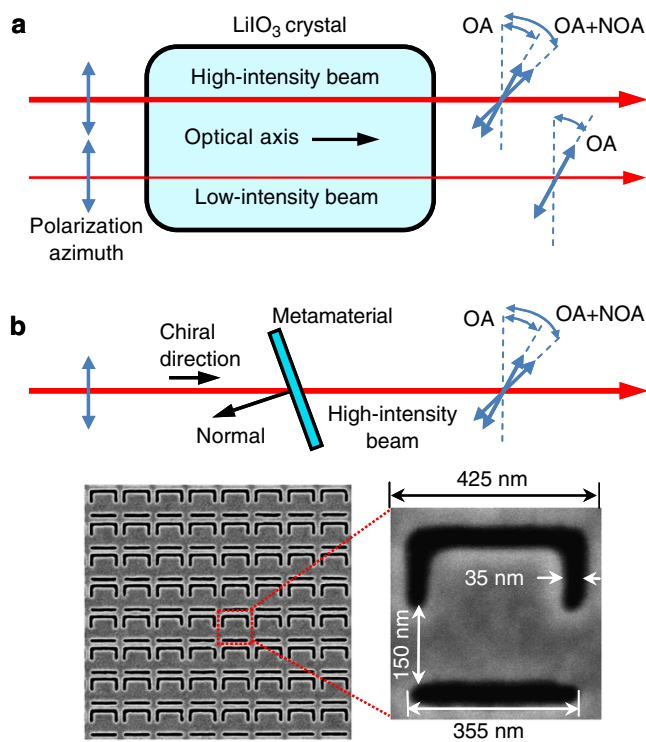 a
LiIO₃ crystal
OA
OA+NOA
High-intensity beam
Optical axis
OA
Low-intensity beam
Polarization
azimuth
b
Metamaterial
OA
OA+NOA
Chiral
direction
Normal
High-intensity
beam
425 nm
35 nm
150 nm
355 nm